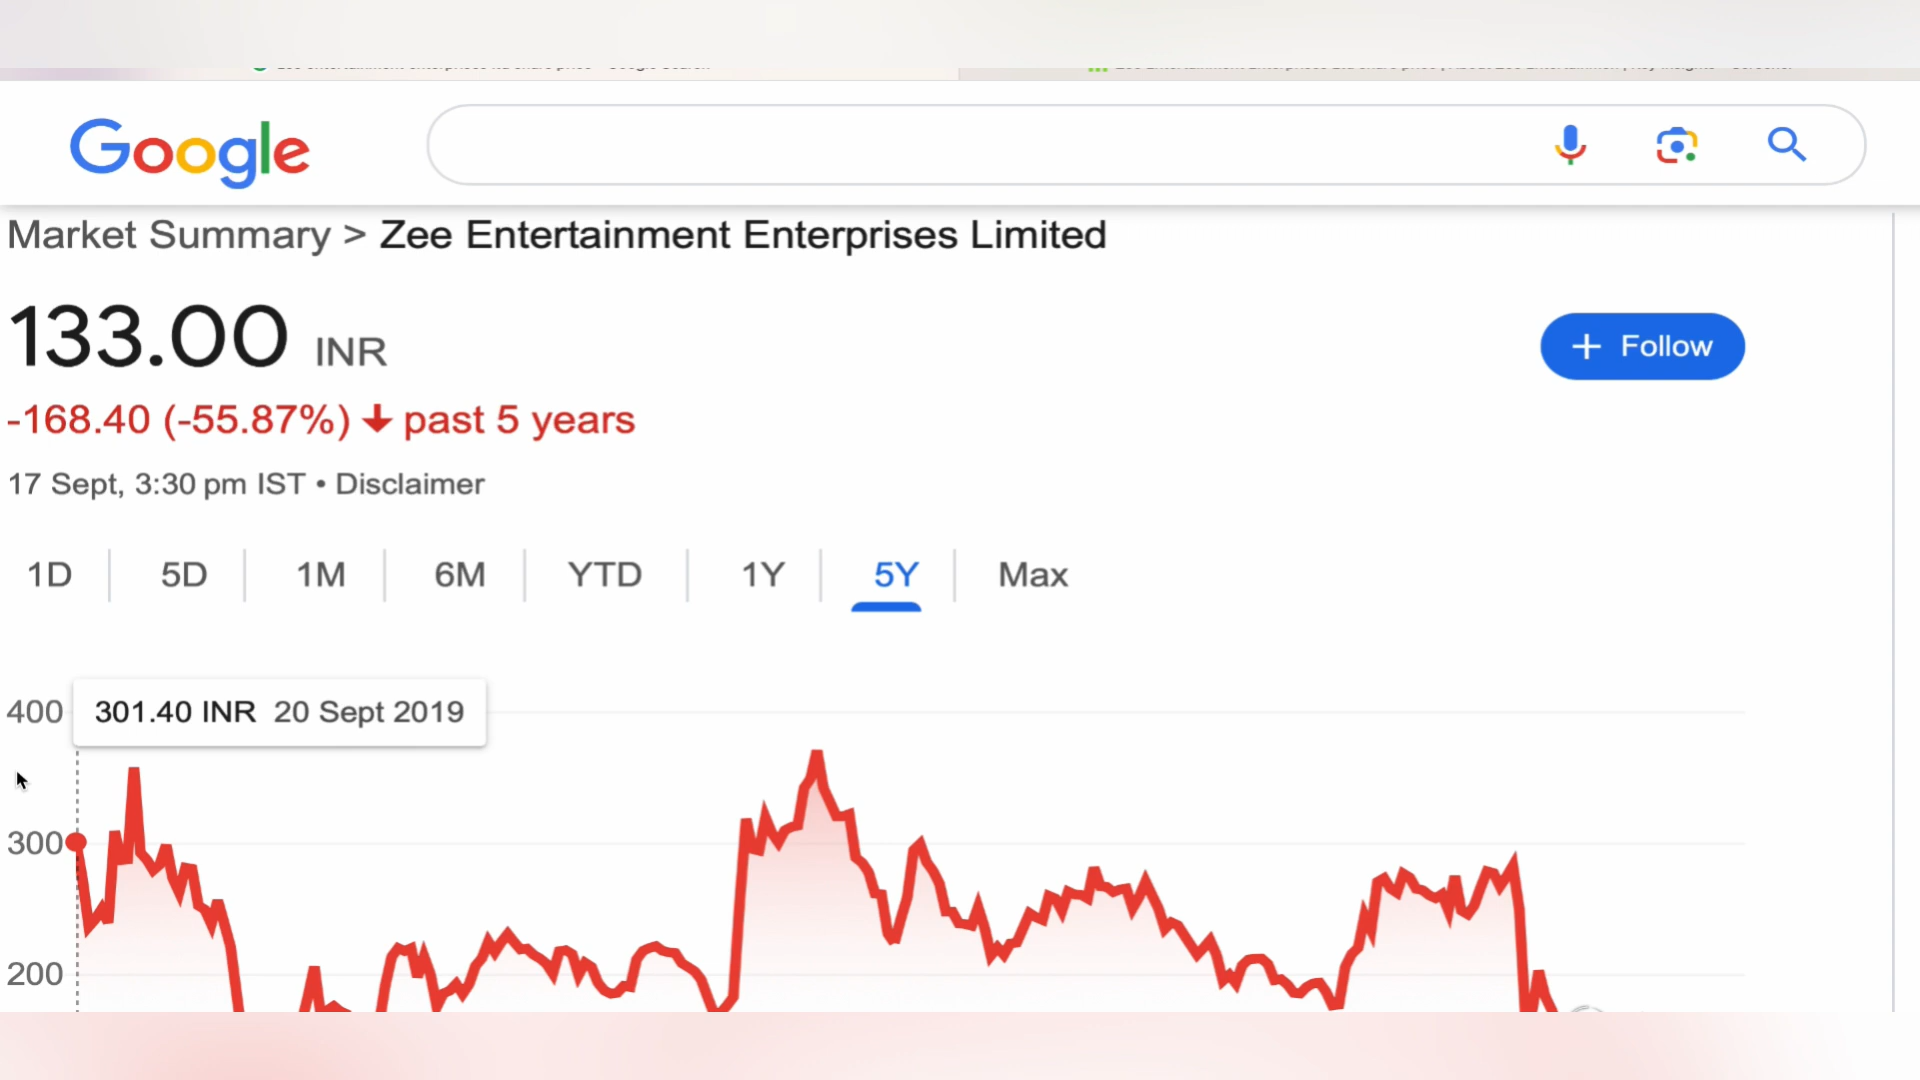 Google
Market Summary > Zee Entertainment Enterprises Limited
133.00 INR
+ Follow
-168.40 (-55.87%) ↓ past 5 years
17 Sept, 3:30 pm IST • Disclaimer
1D 5D 1M 6M YTD 1Y 5Y Max
400
301.40 INR 20 Sept 2019
300
200